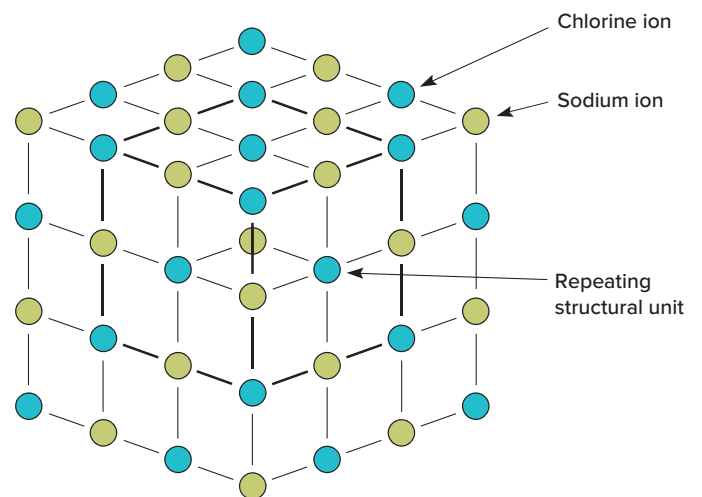 Chlorine ion
Sodium ion
Repeating
structural unit